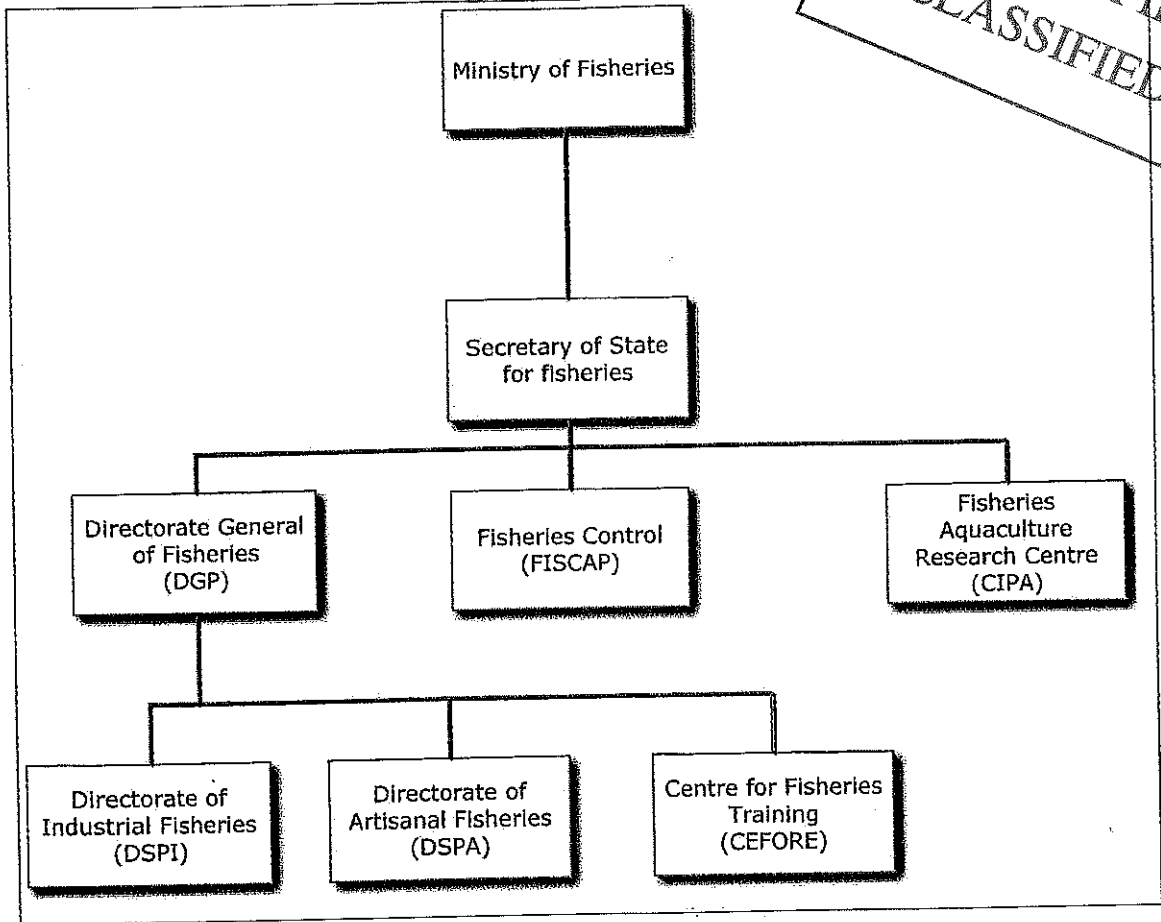 CLASSIFIED
Ministry of Fisheries
Secretary of State
for fisheries
Directorate General
of Fisheries
(DGP)
Fisheries Control
(FISCAP)
Fisheries
Aquaculture
Research Centre
(CIPA)
Directorate of
Industrial Fisheries
(DSPI)
Directorate of
Artisanal Fisheries
(DSPA)
Centre for Fisheries
Training
(CEFORE)